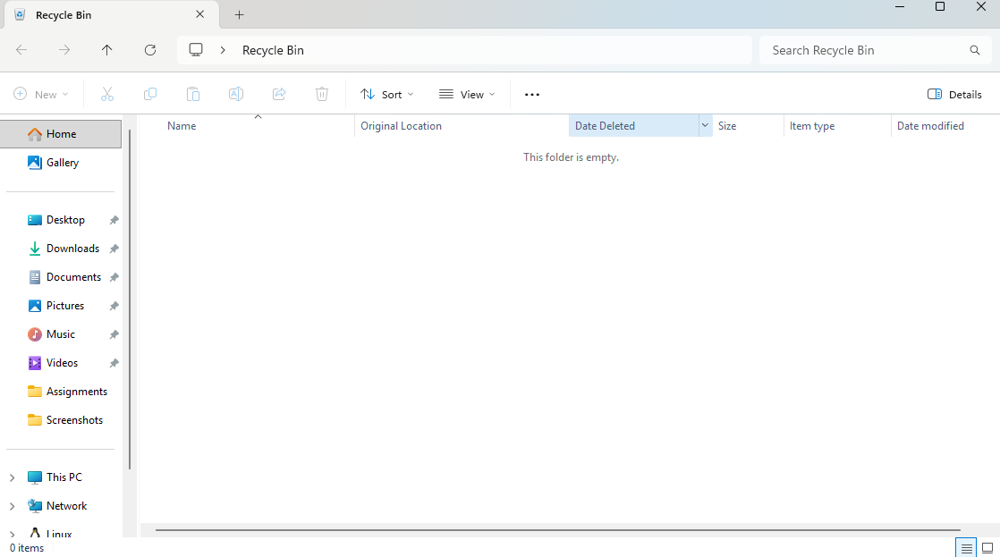 Recycle Bin
Recycle Bin
Search Recycle Bin
New
Sort
View
Details
Name
Original Location
Date Deleted
Size
Item type
Date modified
This folder is empty.
Home
Gallery
Desktop
Downloads
Documents
Pictures
Music
Videos
Assignments
Screenshots
This PC
Network
Linux
0 items